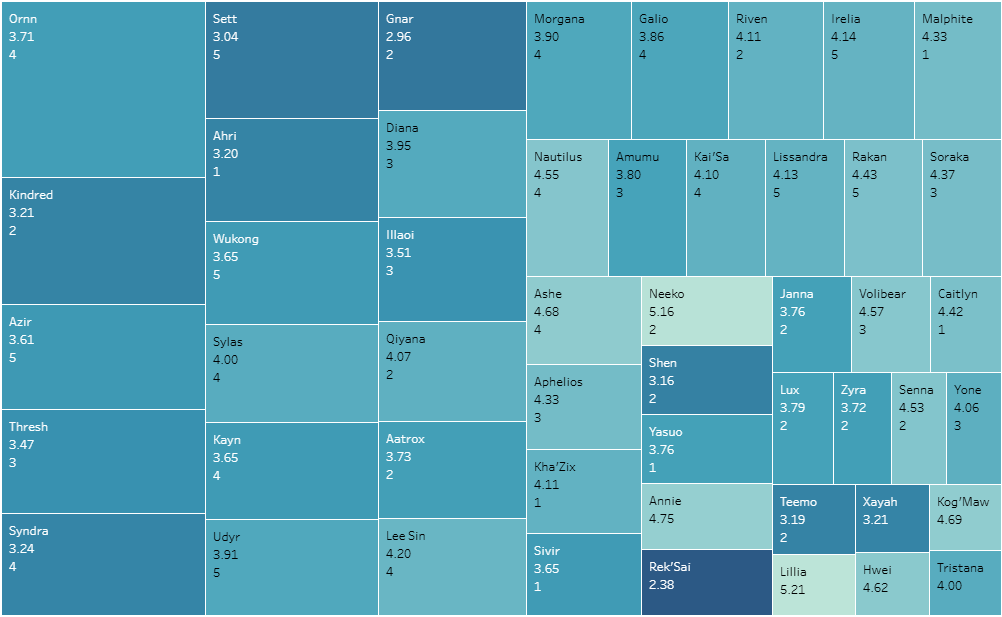 Ornn
3.71
4
Kindred
3.21
2
Azir
3.61
5
Thresh
3.47
3
Syndra
3.24
4
Sett
3.04
5
Ahri
3.20
1
Wukong
3.65
5
Sylas
4.00
4
Kayn
3.65
4
Udyr
3.91
5
Gnar
2.96
2
Diana
3.95
3
Illaoi
3.51
3
Qiyana
4.07
2
Aatrox
3.73
2
Lee Sin
4.20
4
Morgana
3.90
4
Galio
3.86
4
Riven
4.11
2
Irelia
4.14
5
Malphite
4.33
1
Nautilus
4.55
4
Amumu
3.80
3
Kai'Sa
4.10
4
Lissandra
4.13
5
Rakan
4.43
5
Soraka
4.37
3
Ashe
4.68
4
Aphelios
4.33
3
Kha'Zix
4.11
1
Sivir
3.65
1
Neeko
5.16
2
Shen
3.16
2
Yasuo
3.76
1
Annie
4.75
Rek'Sai
2.38
Janna
3.76
2
Volibear
4.57
3
Caitlyn
4.42
1
Lux
3.79
2
Zyra
3.72
2
Senna
4.53
2
Yone
4.06
3
Teemo
3.19
2
Xayah
3.21
Kog'Maw
4.69
Lillia
5.21
Hwei
4.62
Tristana
4.00